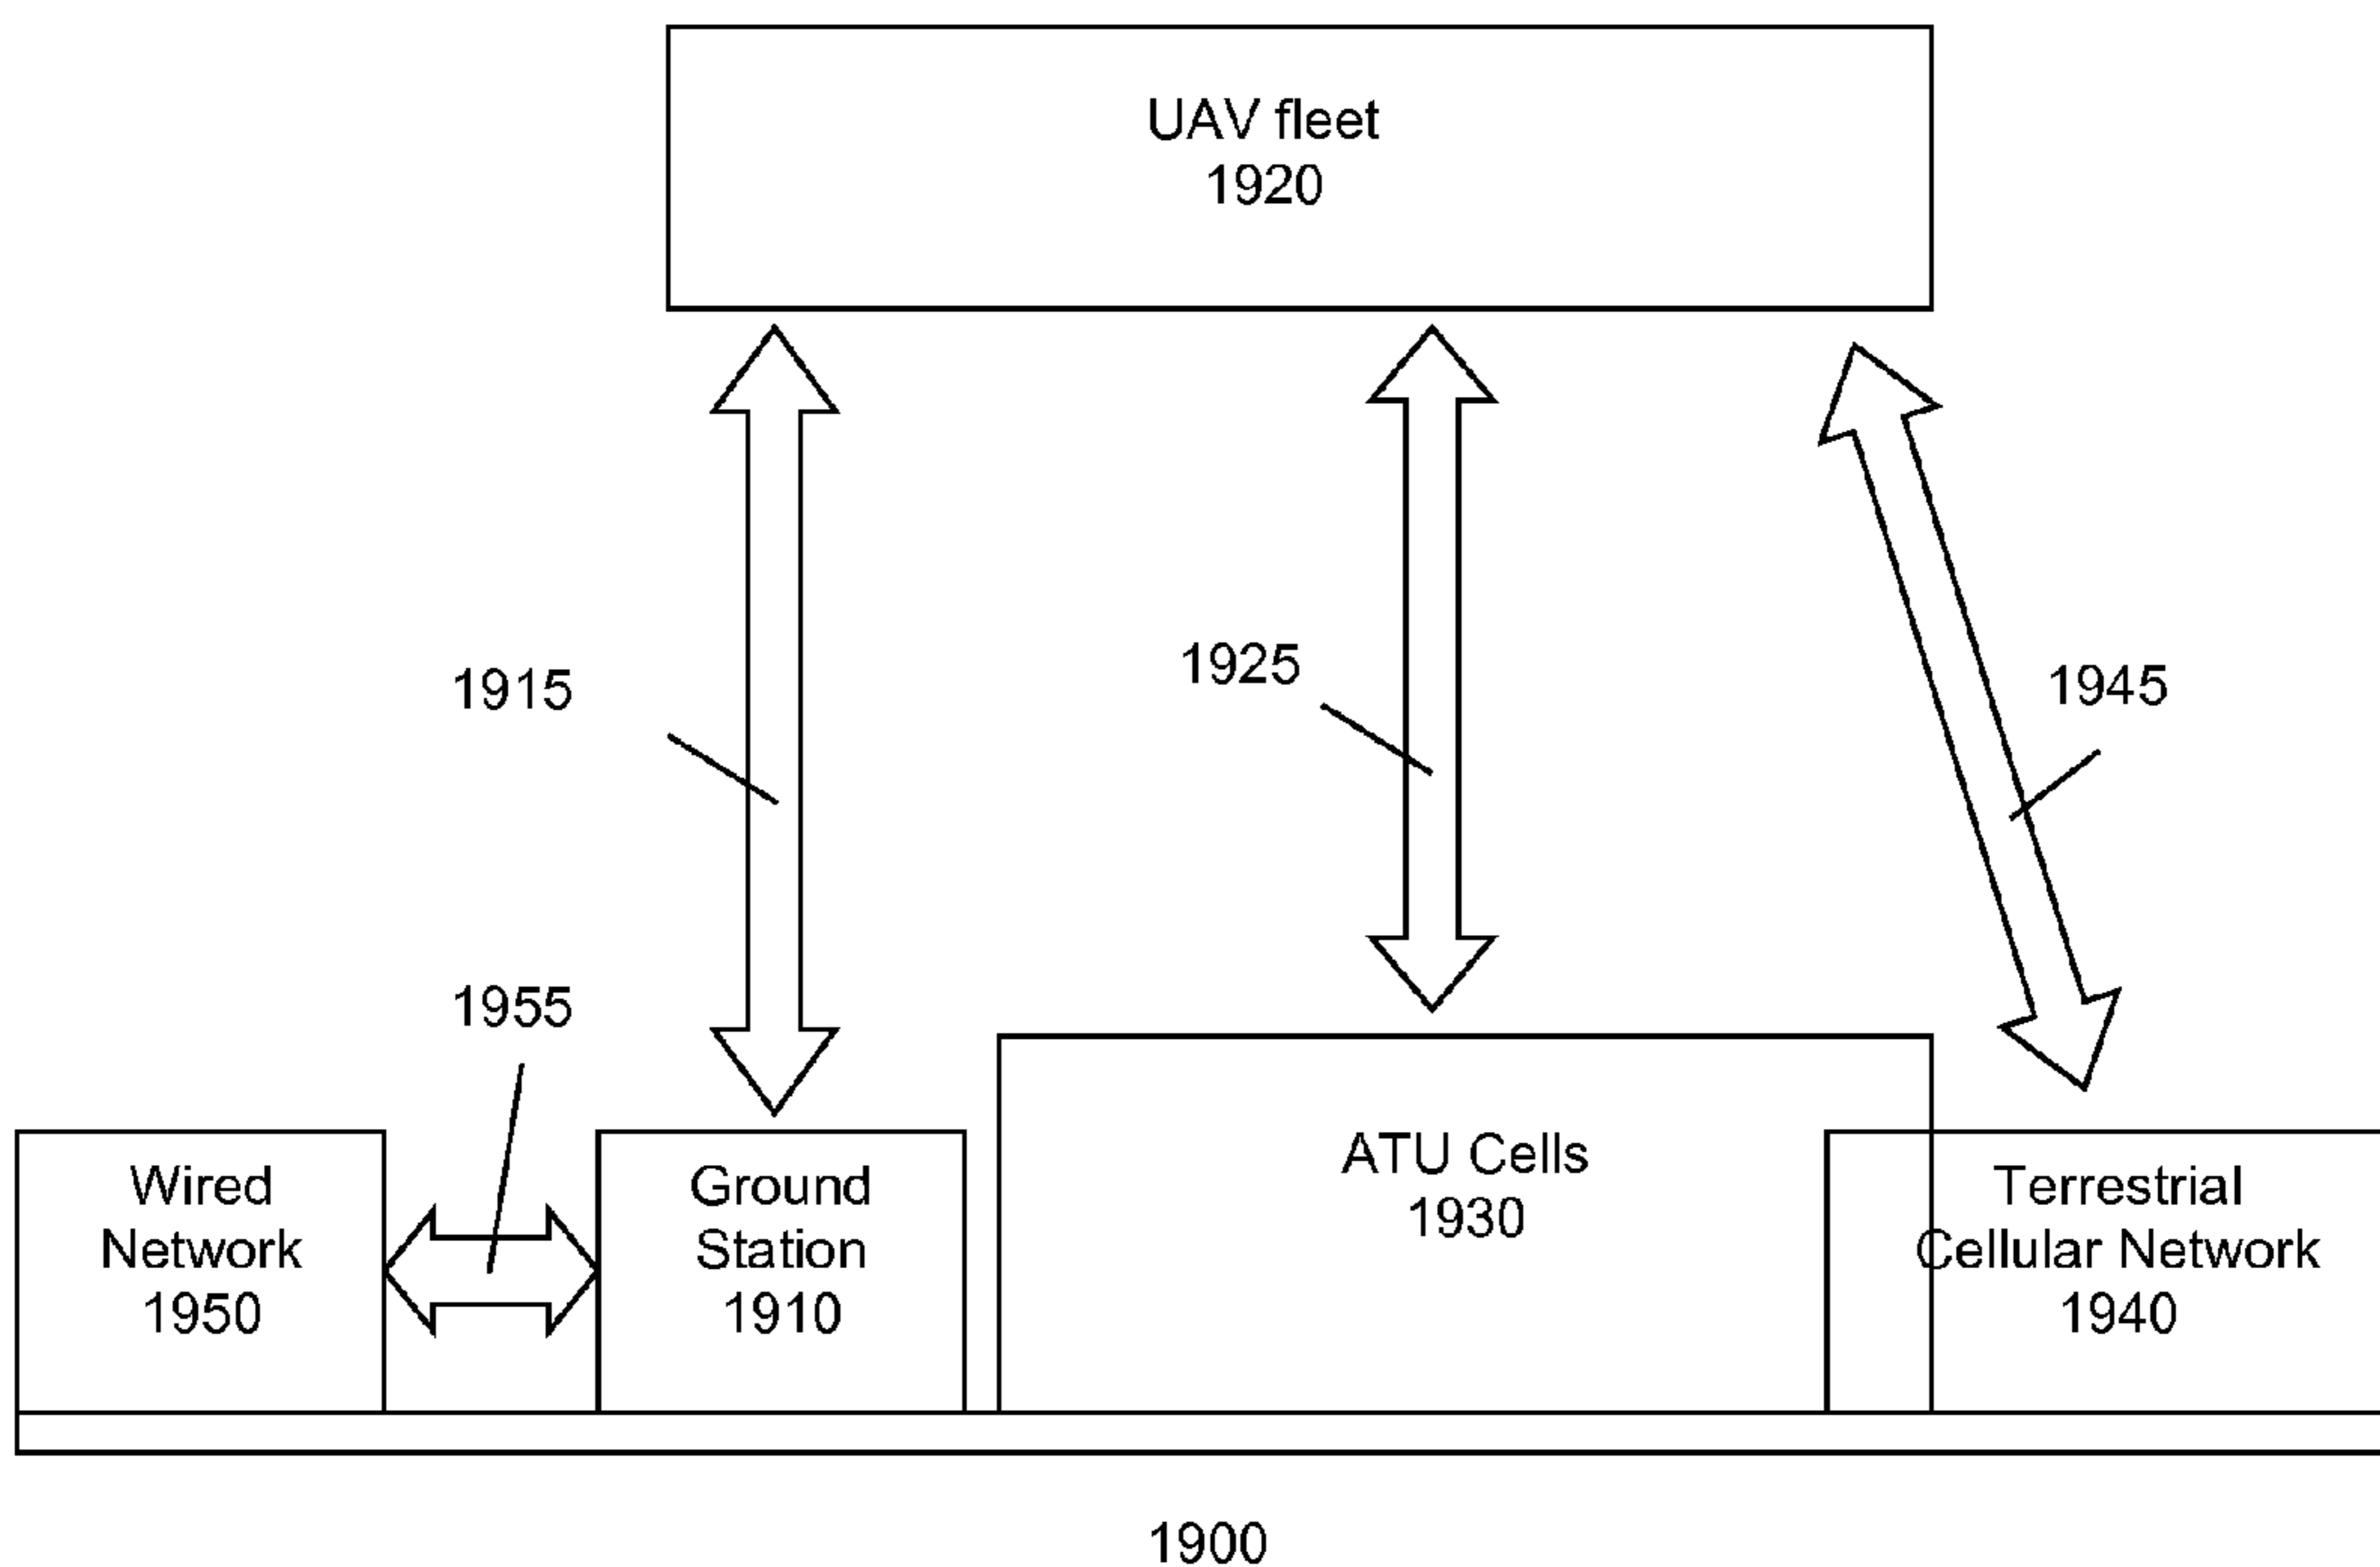 UAV fleet
1920
1915
1925
1945
1955
Wired
Network
1950
Ground
Station
1910
ATU Cells
1930
Terrestrial
Cellular Network
1940
1900